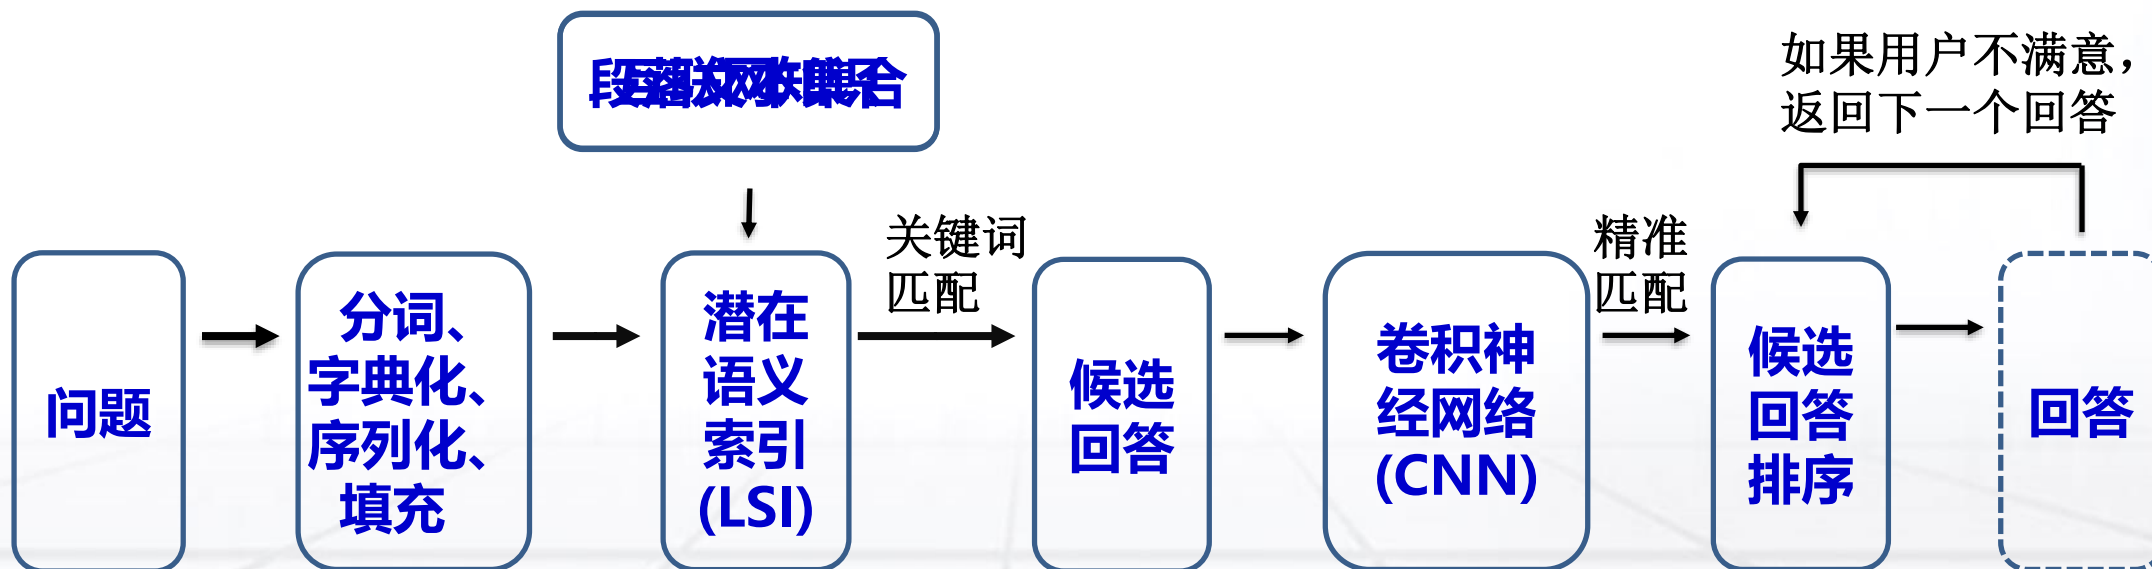 如果用户不满意，
返回下一个回答
关键词
匹配
精准
匹配
问题
分词、
字典化、
序列化、
填充
潜在
语义
索引
(LSI)
候选
回答
卷积神
经网络
(CNN)
候选
回答
排序
回答